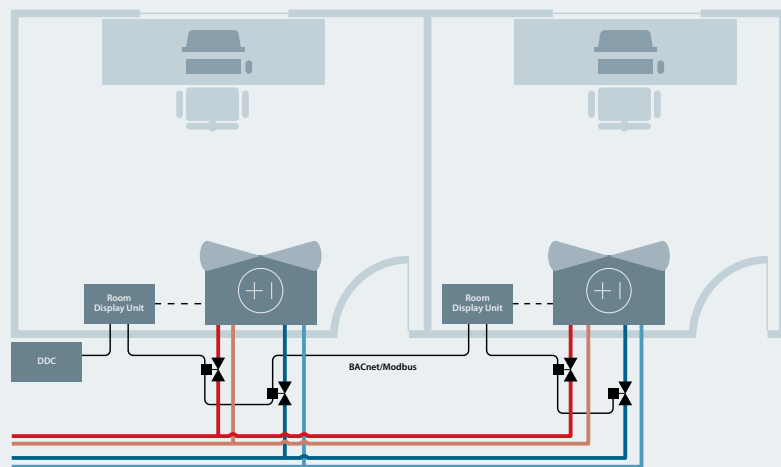 Room
Display Unit
Room
Display Unit
DDC
BACnet/Modbus